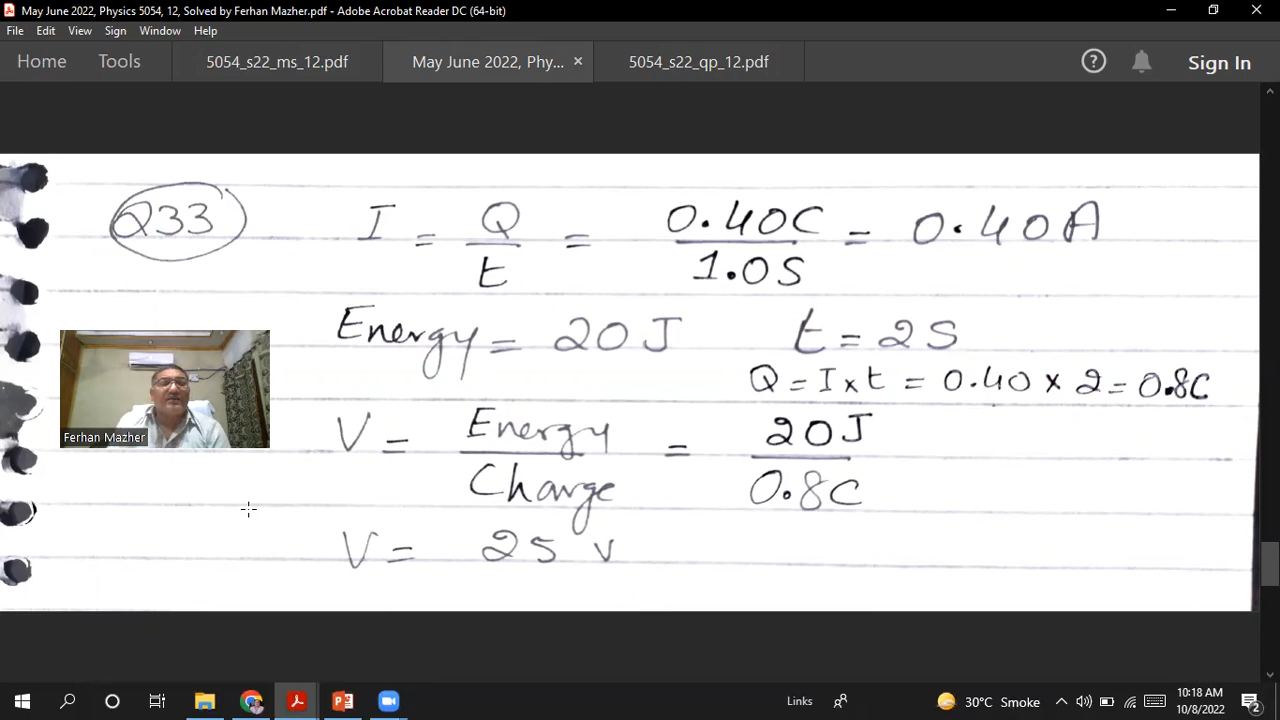 May June 2022, Physics 5054, 12, Solved by Ferhan Mazher.pdf - Adobe Acrobat Reader DC (64-bit)
File Edit View Sign Window Help
Home Tools 5054_s22_ms_12.pdf May June 2022, Phy... × 5054_s22_qp_12.pdf Sign In
Q33 I = Q/t = 0.40C/1.0S = 0.40A
Energy = 20J t = 2S
Q = I x t = 0.40 x 2 = 0.8C
V = Energy/Charge = 20J/0.8C
V = 25 V
Ferhan Mazher
Links 30°C Smoke 10:18 AM
10/8/2022
2